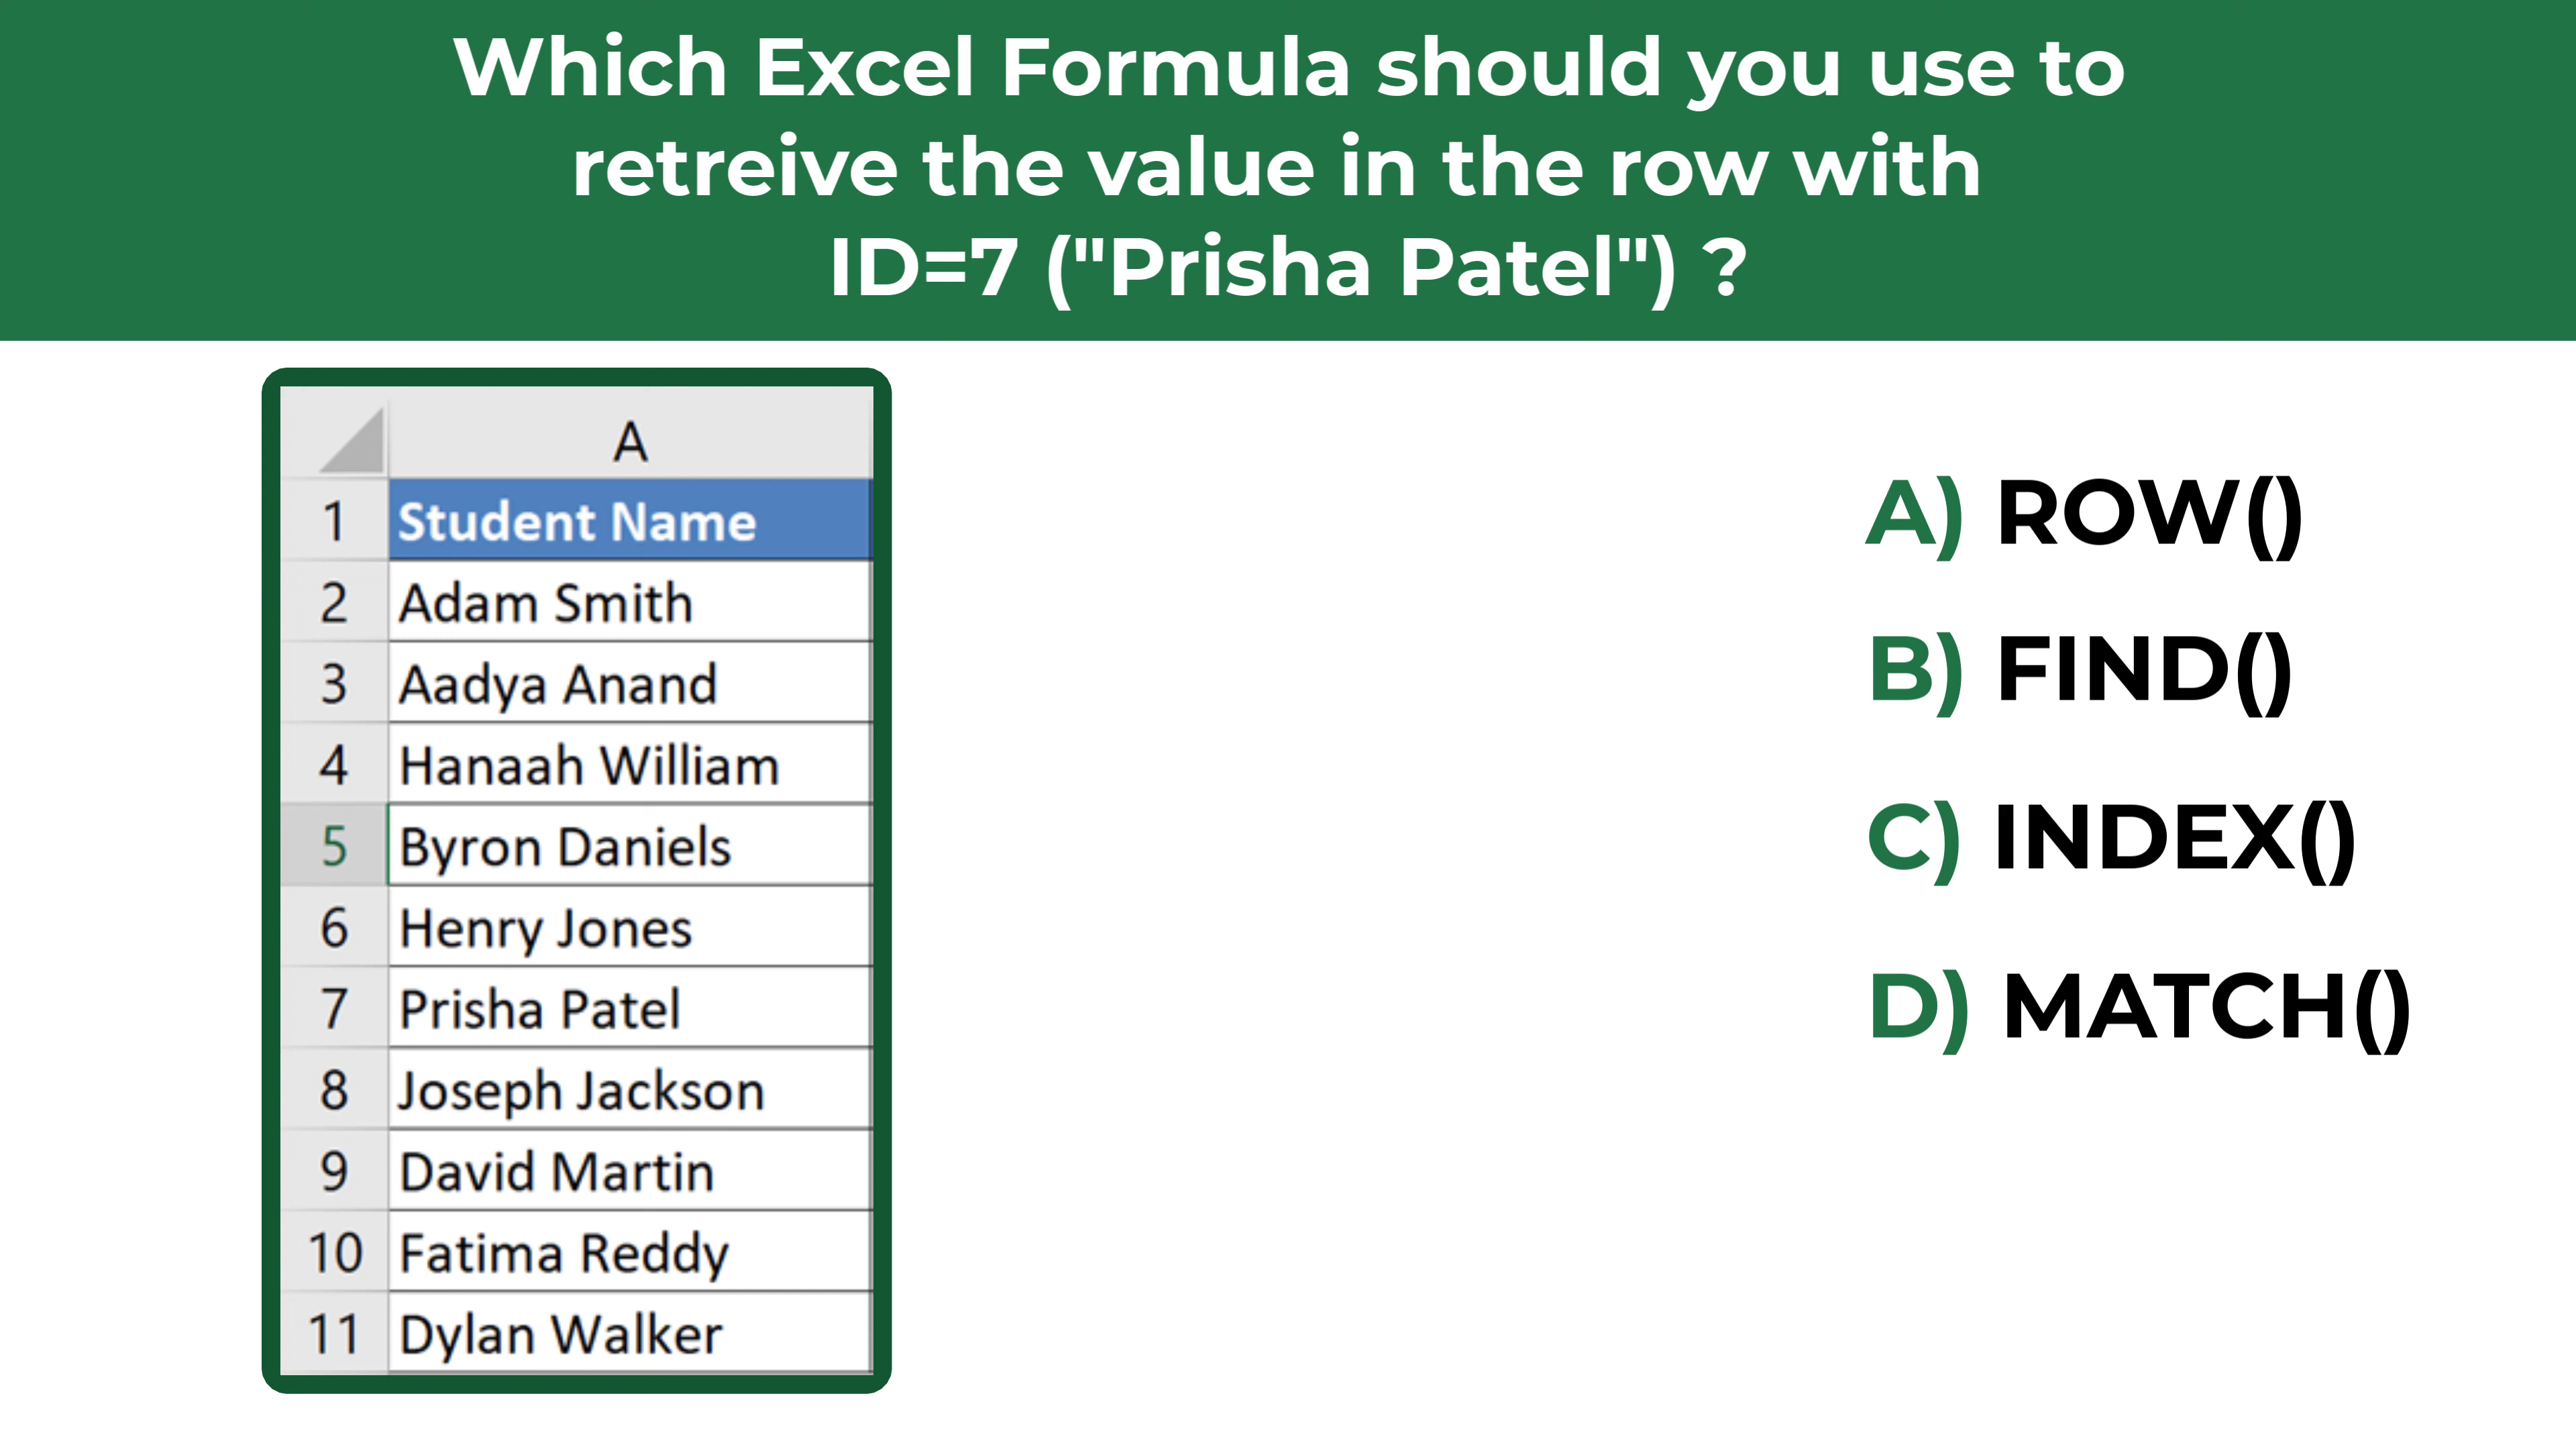 Which Excel Formula should you use to
retreive the value in the row with
ID=7 ("Prisha Patel") ?
A
1 Student Name
2 Adam Smith
3 Aadya Anand
4 Hanaah William
5 Byron Daniels
6 Henry Jones
7 Prisha Patel
8 Joseph Jackson
9 David Martin
10 Fatima Reddy
11 Dylan Walker
A) ROW()
B) FIND()
C) INDEX()
D) MATCH()